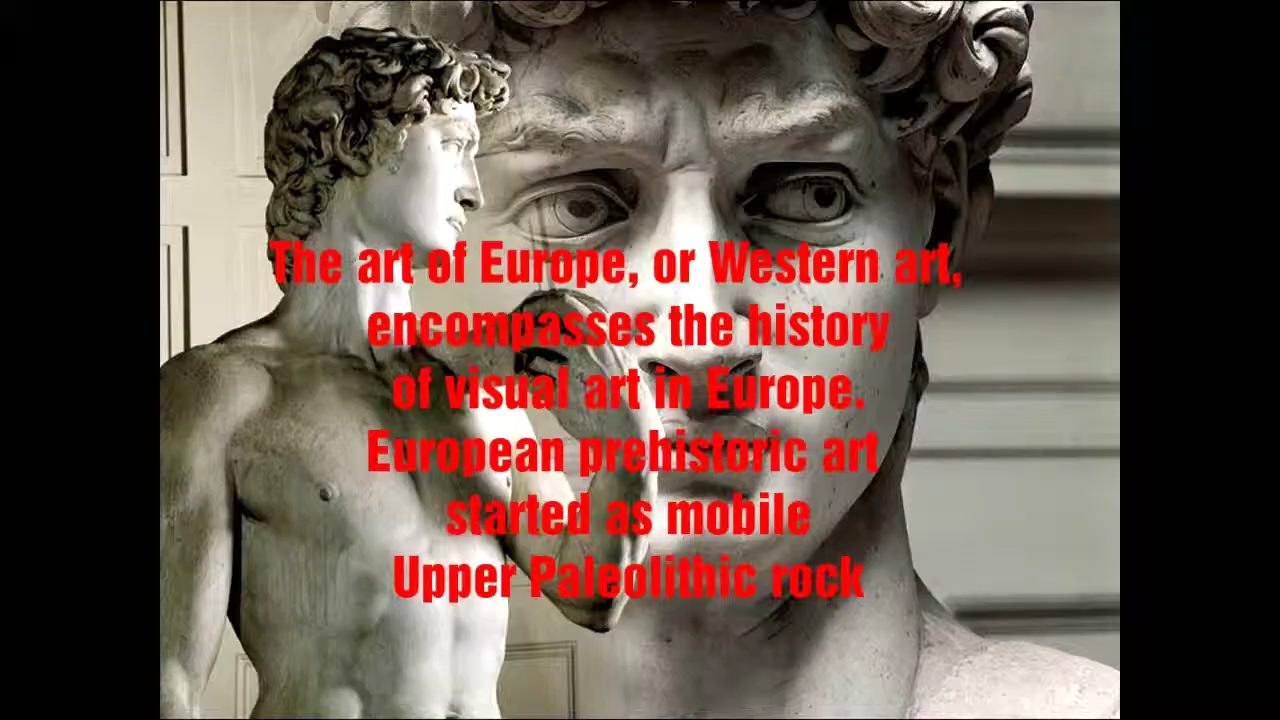 The art of Europe, or Western art,
encompasses the history
of visual art in Europe.
European prehistoric art
started as mobile
Upper Paleolithic rock